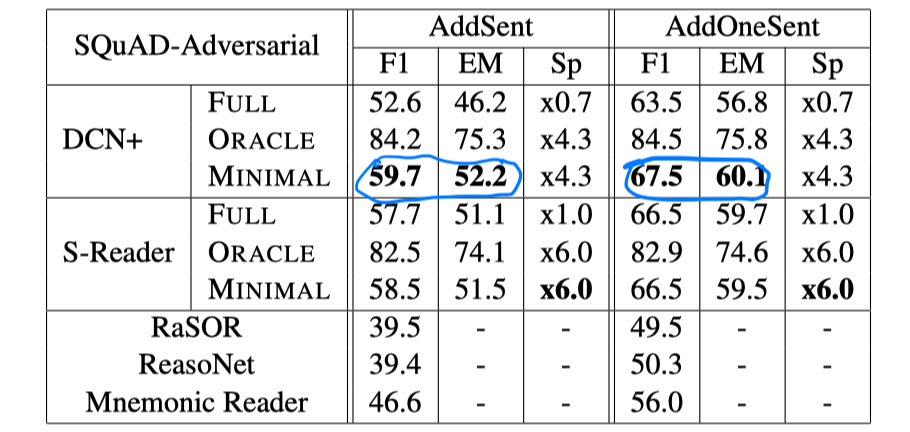 SQuAD-Adversarial AddSent AddOneSent
F1 EM Sp F1 EM Sp
DCN+ FULL 52.6 46.2 x0.7 63.5 56.8 x0.7
ORACLE 84.2 75.3 x4.3 84.5 75.8 x4.3
MINIMAL 59.7 52.2 x4.3 67.5 60.1 x4.3
S-Reader FULL 57.7 51.1 x1.0 66.5 59.7 x1.0
ORACLE 82.5 74.1 x6.0 82.9 74.6 x6.0
MINIMAL 58.5 51.5 x6.0 66.5 59.5 x6.0
RaSOR 39.5 - - 49.5 - -
ReasoNet 39.4 - - 50.3 - -
Mnemonic Reader 46.6 - - 56.0 - -